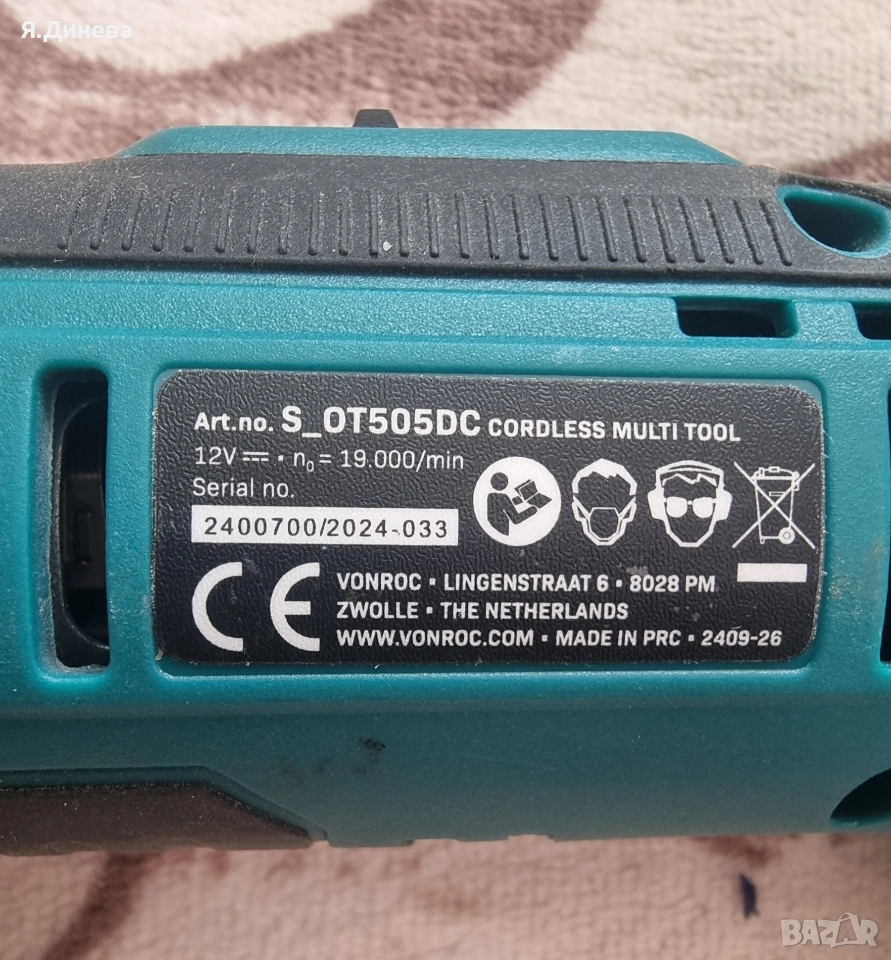 Я.Динева
Art.no. S_OT505DC CORDLESS MULTI TOOL
12V ⎓ • n₀ = 19.000/min
Serial no.
2400700/2024-033
CE
VONROC • LINGENSTRAAT 6 • 8028 PM
ZWOLLE • THE NETHERLANDS
WWW.VONROC.COM • MADE IN PRC • 2409-26
BAZAR